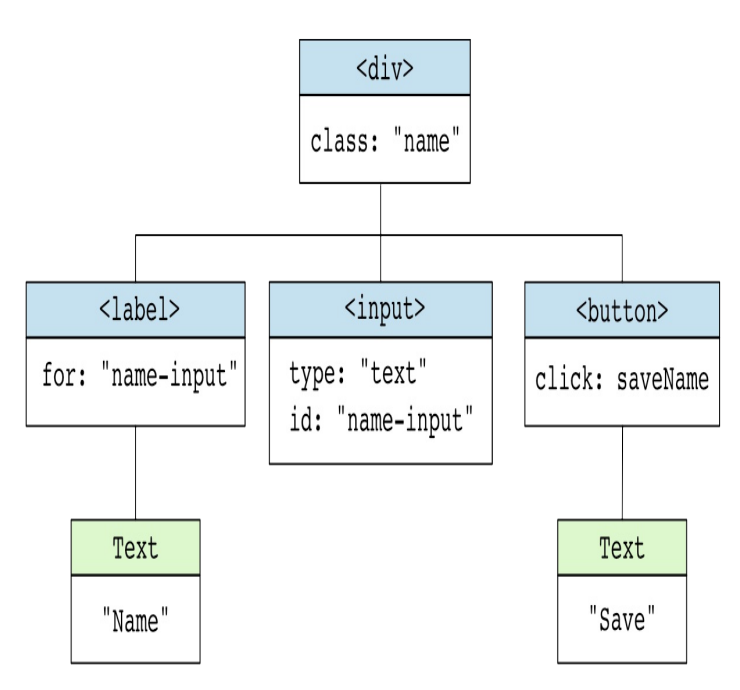 <div>
class: "name"
<label>
for: "name-input"
<input>
type: "text"
id: "name-input"
<button>
click: saveName
Text
"Name"
Text
"Save"